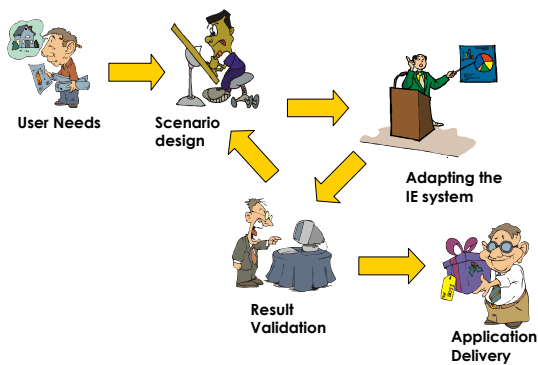 User Needs
Scenario
design
Adapting the
IE system
Result
Validation
Application
Delivery